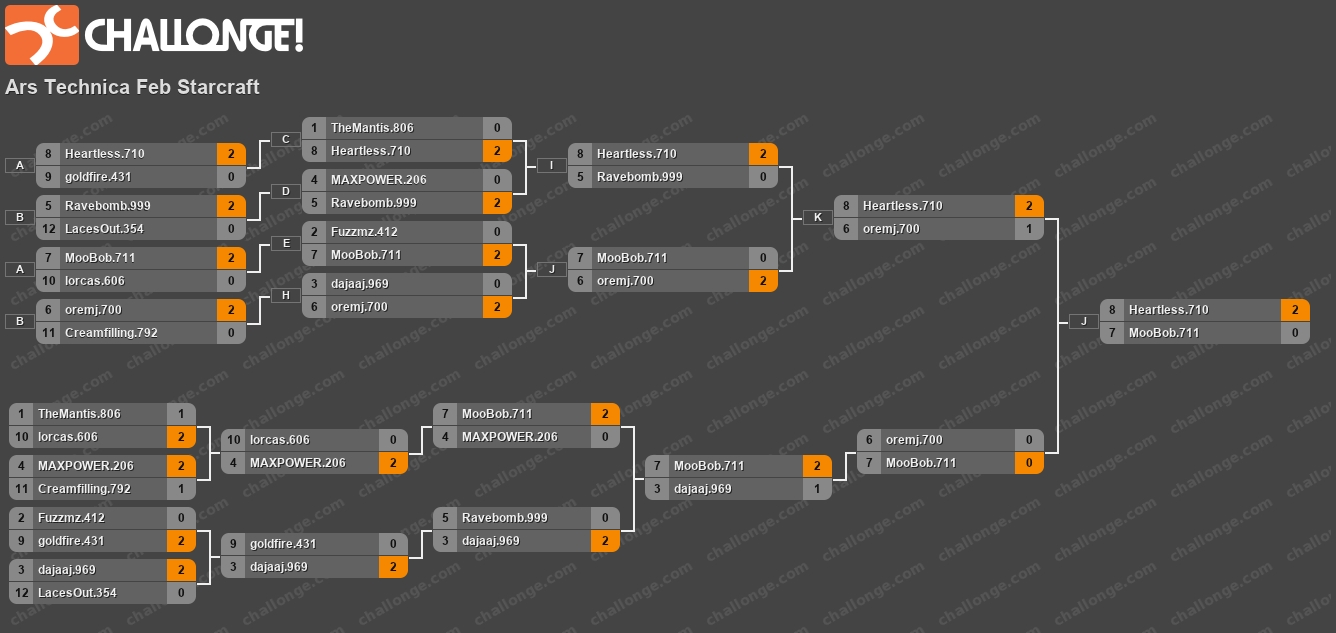 CHALLONGE!
Ars Technica Feb Starcraft
A
8 Heartless.710 2
9 goldfire.431 0
B
5 Ravebomb.999 2
12 LacesOut.354 0
A
7 MooBob.711 2
10 lorcas.606 0
B
6 oremj.700 2
11 Creamfilling.792 0
C
1 TheMantis.806 0
8 Heartless.710 2
D
4 MAXPOWER.206 0
5 Ravebomb.999 2
E
2 Fuzzmz.412 0
7 MooBob.711 2
H
3 dajaaj.969 0
6 oremj.700 2
I
8 Heartless.710 2
5 Ravebomb.999 0
J
7 MooBob.711 0
6 oremj.700 2
K
8 Heartless.710 2
6 oremj.700 1
J
8 Heartless.710 2
7 MooBob.711 0
1 TheMantis.806 1
10 lorcas.606 2
4 MAXPOWER.206 2
11 Creamfilling.792 1
2 Fuzzmz.412 0
9 goldfire.431 2
3 dajaaj.969 2
12 LacesOut.354 0
10 lorcas.606 0
4 MAXPOWER.206 2
9 goldfire.431 0
3 dajaaj.969 2
7 MooBob.711 2
4 MAXPOWER.206 0
5 Ravebomb.999 0
3 dajaaj.969 2
7 MooBob.711 2
3 dajaaj.969 1
6 oremj.700 0
7 MooBob.711 0
challonge.com